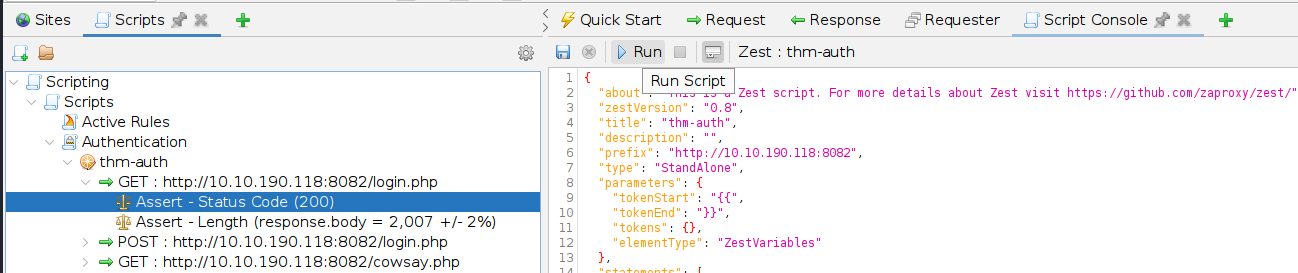 Sites
Scripts
Quick Start
Request
Response
Requester
Script Console
Run
Zest : thm-auth
Run Script
Scripting
Scripts
Active Rules
Authentication
thm-auth
GET : http://10.10.190.118:8082/login.php
Assert - Status Code (200)
Assert - Length (response.body = 2,007 +/- 2%)
POST : http://10.10.190.118:8082/login.php
GET : http://10.10.190.118:8082/cowsay.php
1 {
2 "about": "This is a Zest script. For more details about Zest visit https://github.com/zaproxy/zest/"
3 "zestVersion": "0.8",
4 "title": "thm-auth",
5 "description": "",
6 "prefix": "http://10.10.190.118:8082",
7 "type": "StandAlone",
8 "parameters": {
9 "tokenStart": "{{",
10 "tokenEnd": "}}",
11 "tokens": {},
12 "elementType": "ZestVariables"
13 },
14 "statements": [